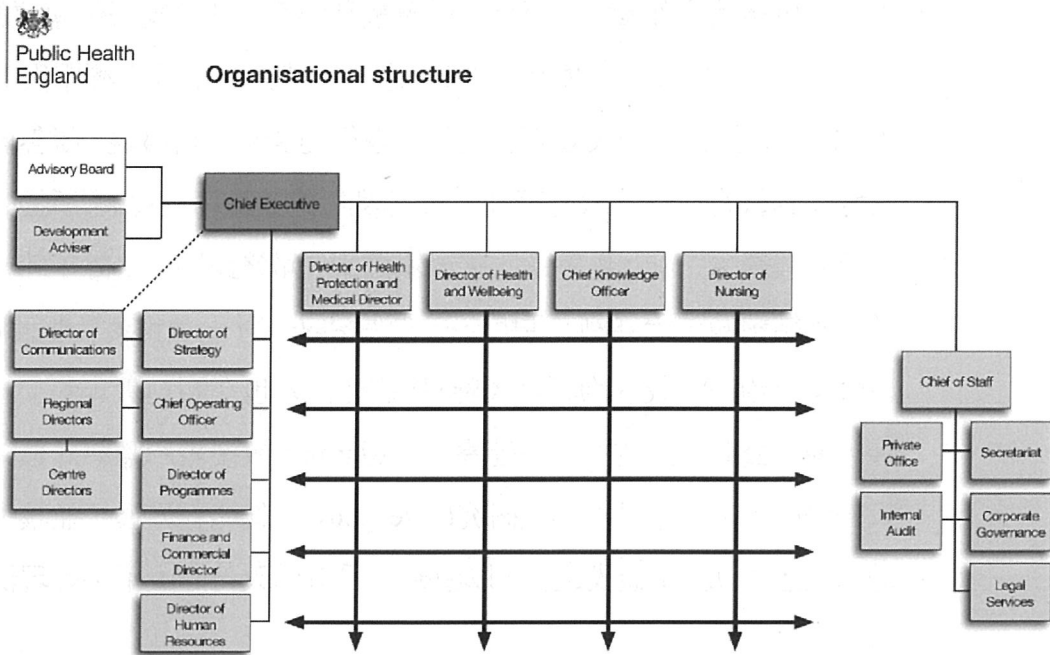 Public Health
England
Organisational structure
Advisory Board
Development
Adviser
Chief Executive
Director of Health
Protection and
Medical Director
Director of Health
and Wellbeing
Chief Knowledge
Officer
Director of
Nursing
Director of
Communications
Director of
Strategy
Regional
Directors
Chief Operating
Officer
Centre
Directors
Director of
Programmes
Finance and
Commercial
Director
Director of
Human
Resources
Chief of Staff
Private
Office
Secretariat
Internal
Audit
Corporate
Governance
Legal
Services